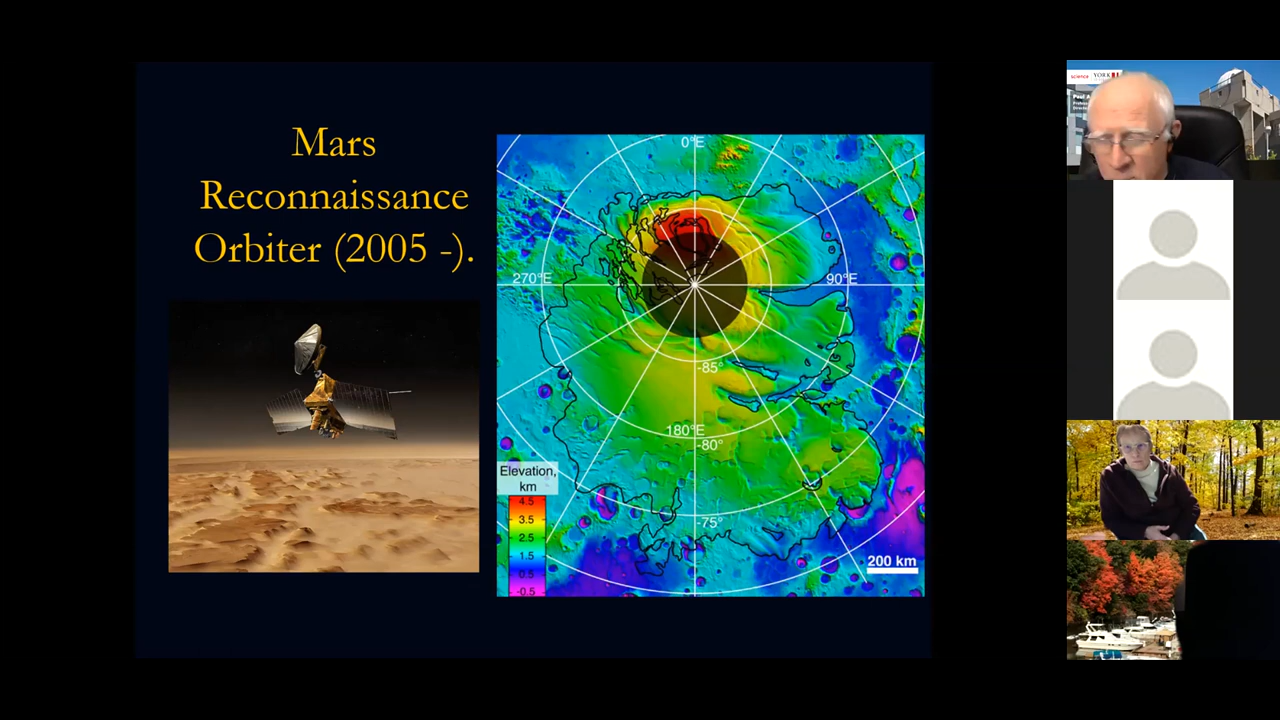 Mars
Reconnaissance
Orbiter (2005 -).
0°E
270°E
90°E
-85°
180°E
-80°
-75°
Elevation,
km
4.5
3.5
2.5
1.5
0.5
-0.5
200 km
science
YORK
Paul A